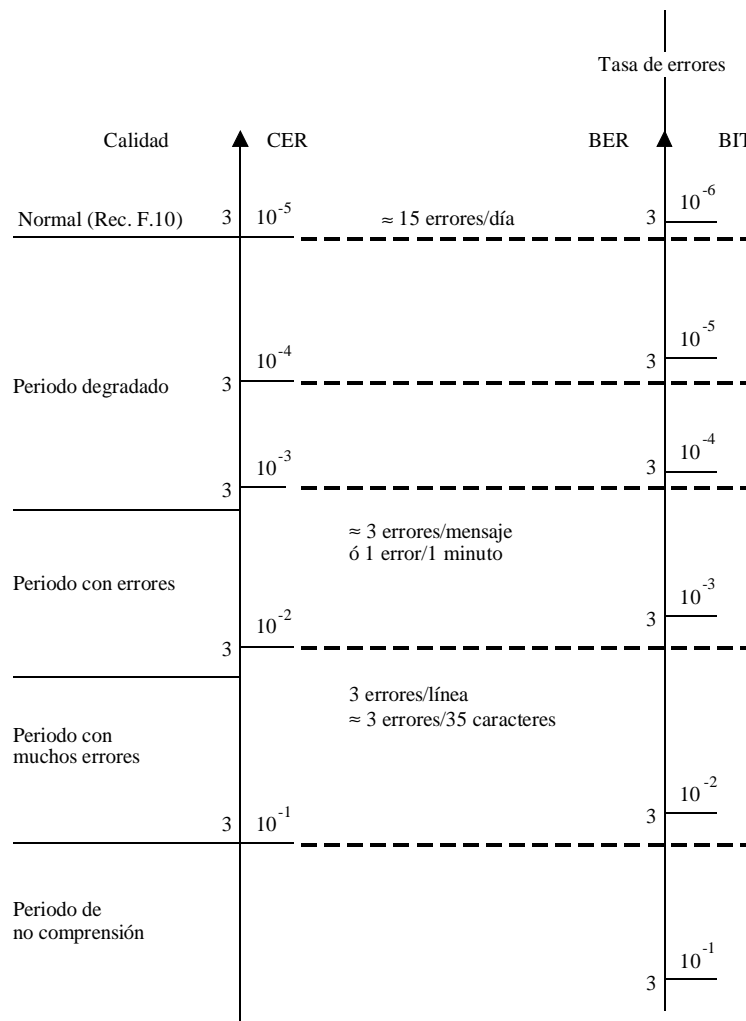 Tasa de errores
Calidad CER BER BIT
Normal (Rec. F.10) 3 10-5 ≈ 15 errores/día 3 10-6
3 10-5
Periodo degradado 3 10-4
3 10-4
3 10-3
≈ 3 errores/mensaje
ó 1 error/1 minuto
Periodo con errores 3 10-3
3 10-2
3 errores/línea
≈ 3 errores/35 caracteres
Periodo con
muchos errores
3 10-2
3 10-1
Periodo de
no comprensión
3 10-1